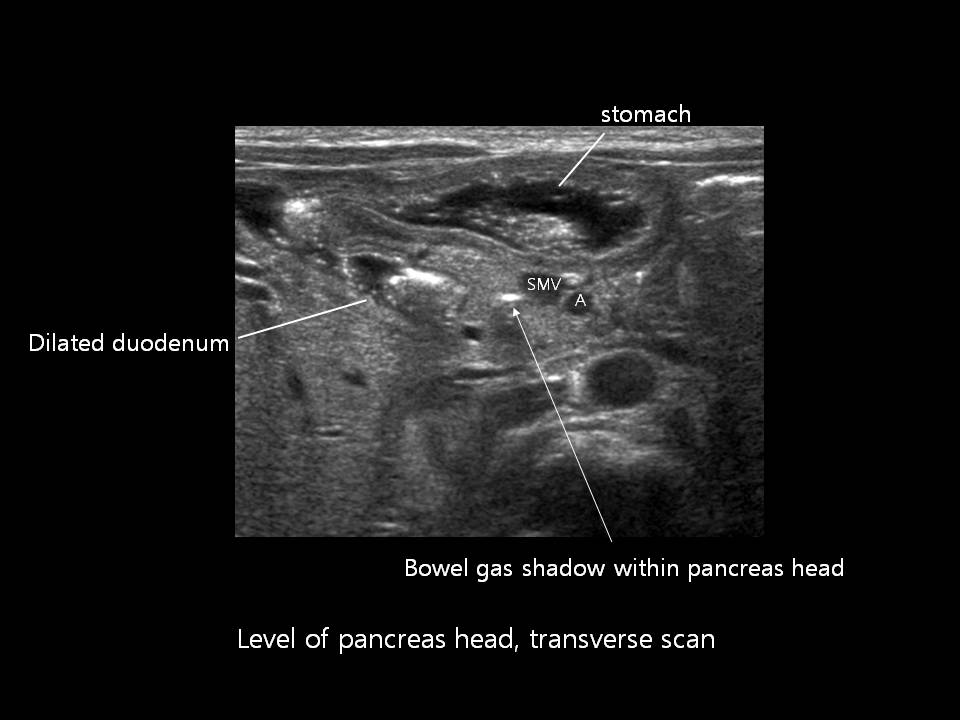 stomach
SMV
A
Dilated duodenum
Bowel gas shadow within pancreas head
Level of pancreas head, transverse scan